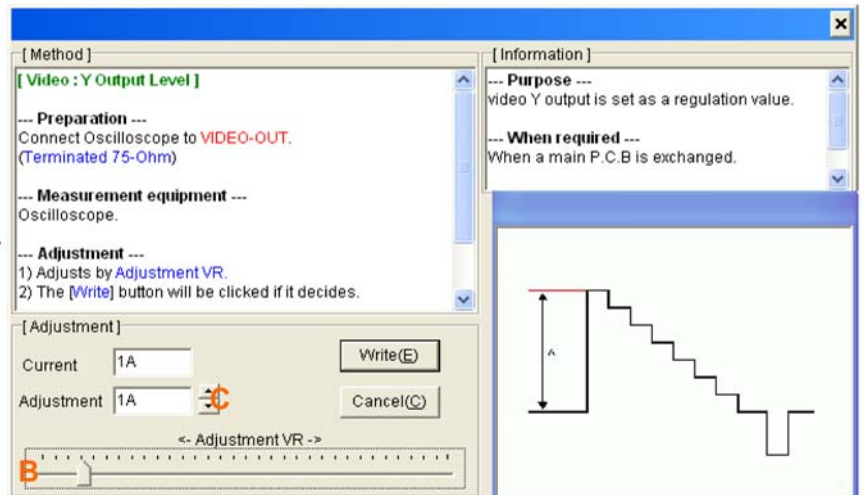 [ Method ]
[ Video : Y Output Level ]
--- Preparation ---
Connect Oscilloscope to VIDEO-OUT.
(Terminated 75-Ohm)
--- Measurement equipment ---
Oscilloscope.
--- Adjustment ---
1) Adjusts by Adjustment VR.
2) The [Write] button will be clicked if it decides.
[ Information ]
--- Purpose ---
video Y output is set as a regulation value.
--- When required ---
When a main P.C.B is exchanged.
A
[ Adjustment ]
Current 1A Write(E)
Adjustment 1A C Cancel(C)
<- Adjustment VR ->
B